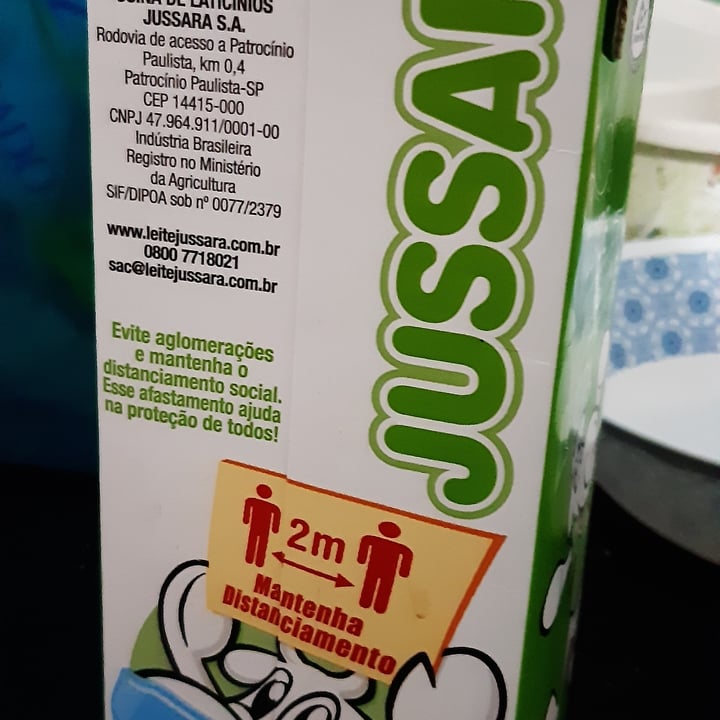 USINA DE LATICÍNIOS
JUSSARA S.A.
Rodovia de acesso a Patrocínio
Paulista, km 0,4
Patrocínio Paulista-SP
CEP 14415-000
CNPJ 47.964.911/0001-00
Indústria Brasileira
Registro no Ministério
da Agricultura
SIF/DIPOA sob nº 0077/2379
www.leitejussara.com.br
0800 7718021
sac@leitejussara.com.br
Evite aglomerações
e mantenha o
distanciamento social.
Esse afastamento ajuda
na proteção de todos!
JUSSAR
2m
Mantenha
Distanciamento